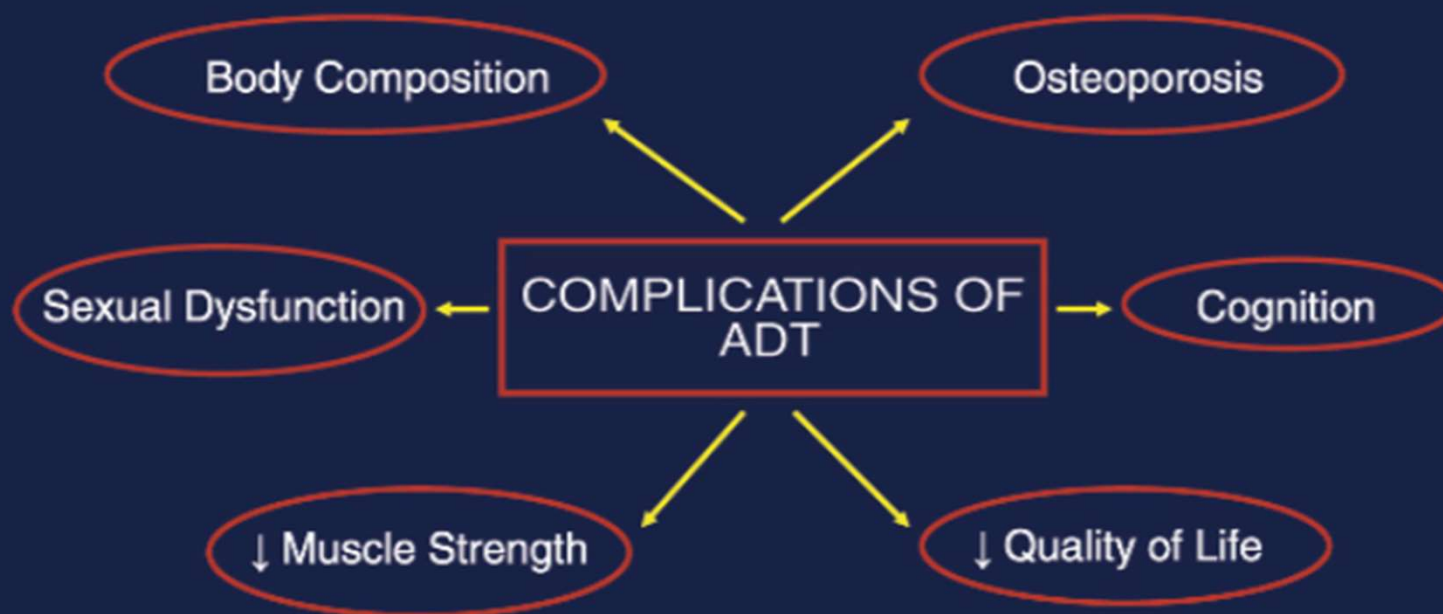 Body Composition
Osteoporosis
Sexual Dysfunction
COMPLICATIONS OF
ADT
Cognition
↓ Muscle Strength
↓ Quality of Life